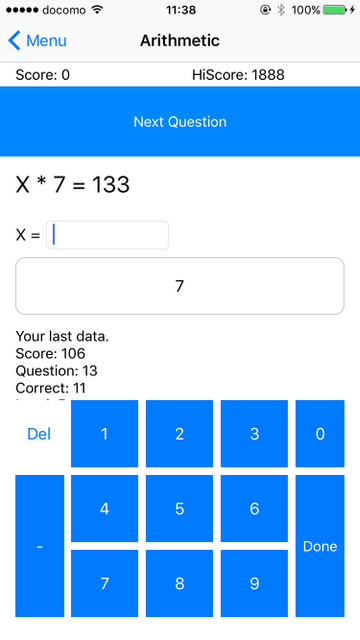 docomo 11:38 100%
Menu Arithmetic
Score: 0 HiScore: 1888
Next Question
X * 7 = 133
X =
7
Your last data.
Score: 106
Question: 13
Correct: 11
Del 1 2 3 0
4 5 6
- Done
7 8 9